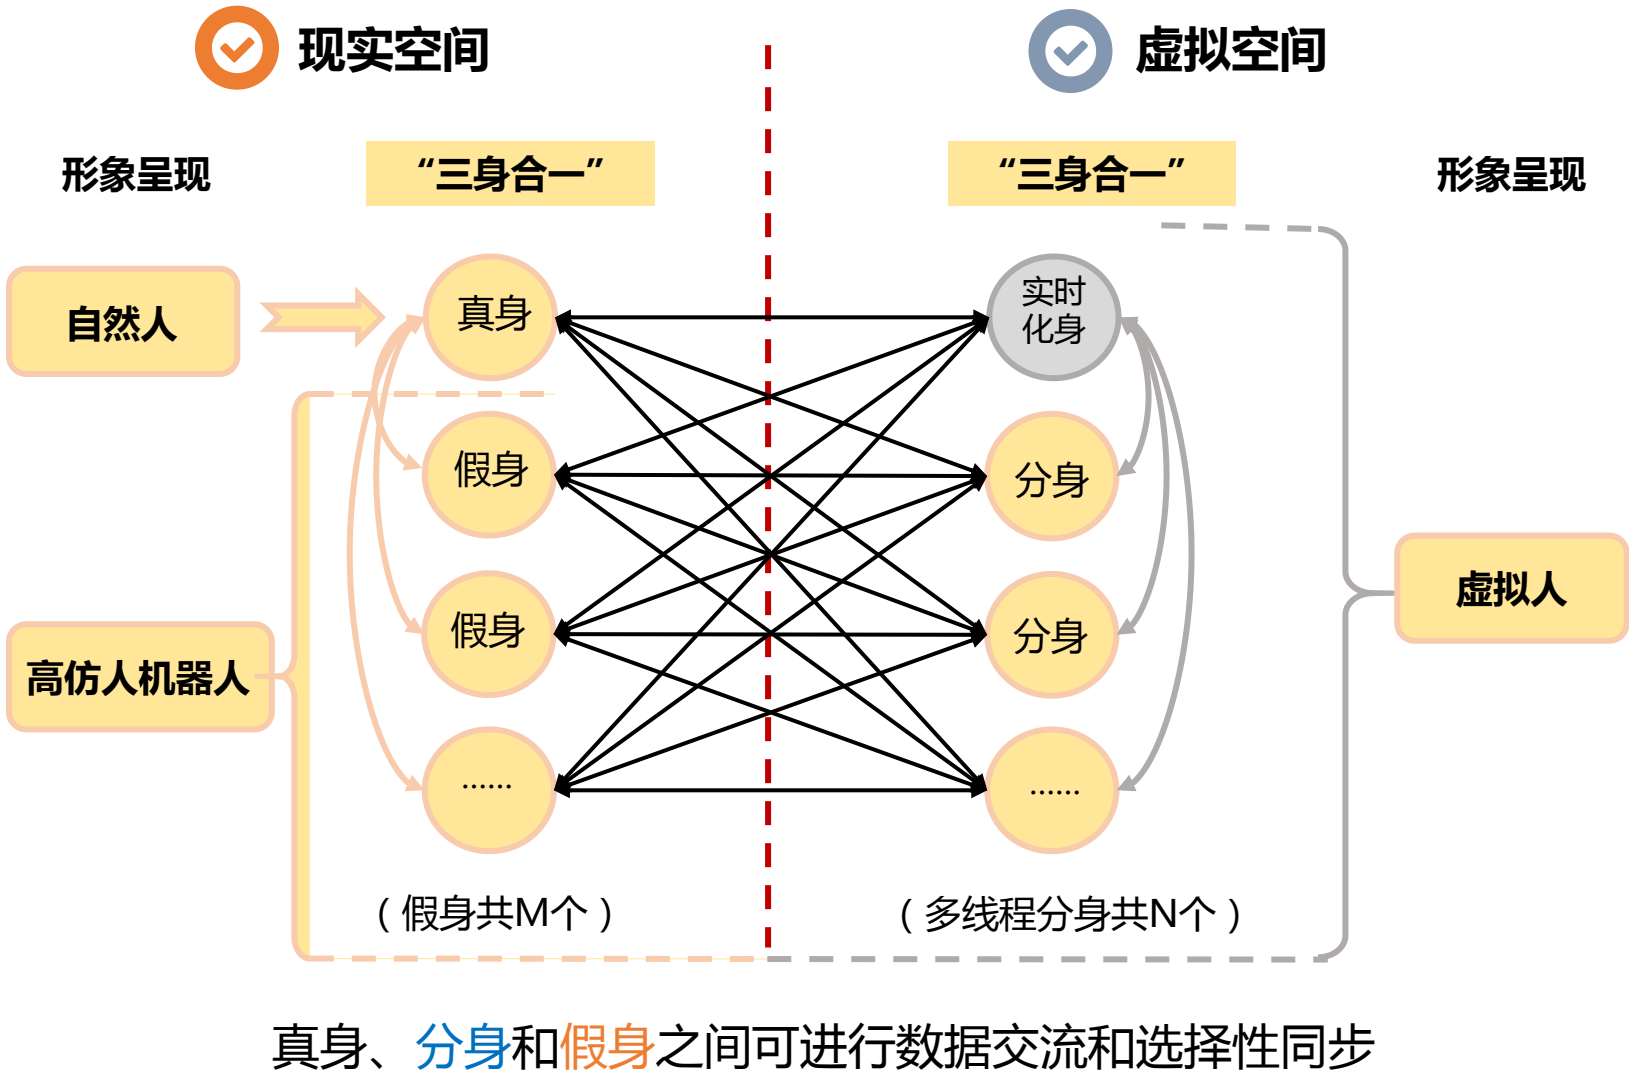 现实空间
虚拟空间
形象呈现
“三身合一”
“三身合一”
形象呈现
自然人
真身
实时
化身
假身
分身
虚拟人
假身
分身
高仿人机器人
……
……
（假身共M个）
（多线程分身共N个）
真身、分身和假身之间可进行数据交流和选择性同步